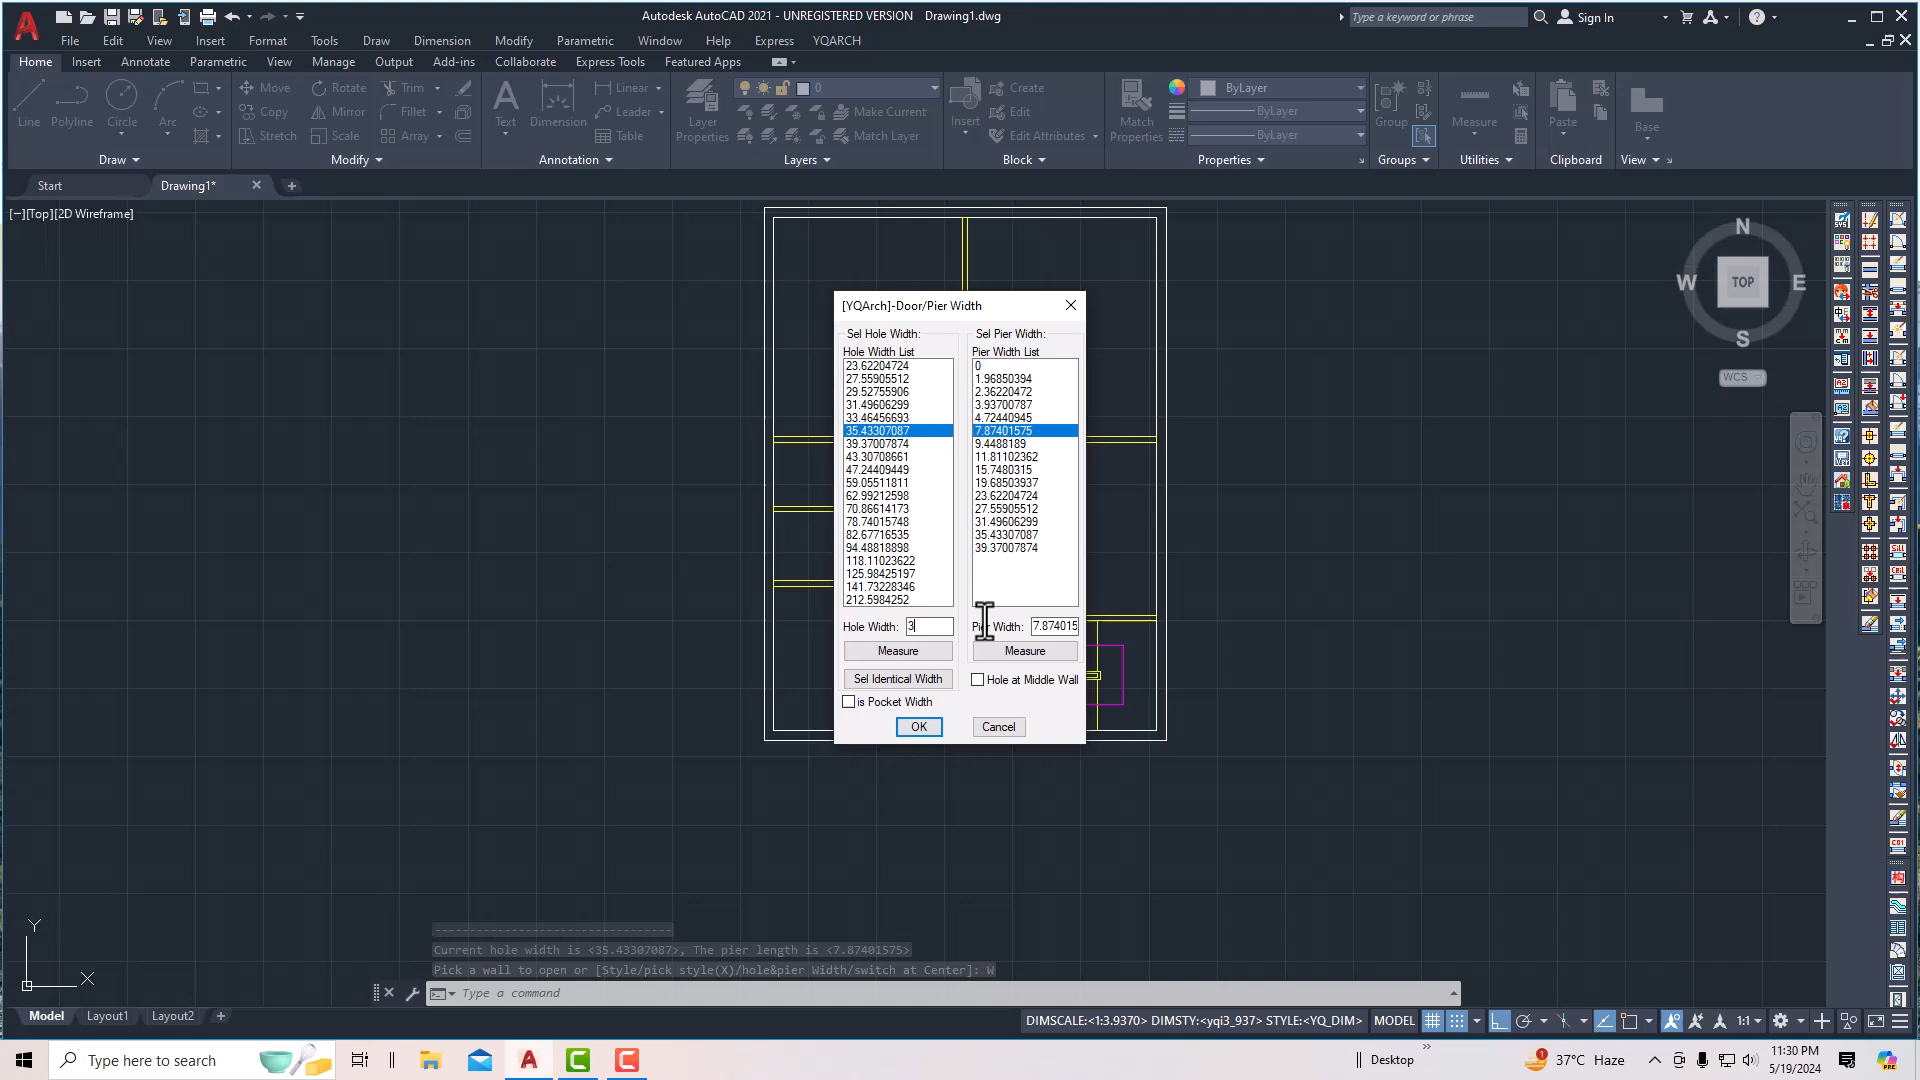 Autodesk AutoCAD 2021 - UNREGISTERED VERSION Drawing1.dwg
Type a keyword or phrase
Sign In
File Edit View Insert Format Tools Draw Dimension Modify Parametric Window Help Express YQARCH
Home Insert Annotate Parametric View Manage Output Add-ins Collaborate Express Tools Featured Apps
Line Polyline Circle Arc
Move Rotate Trim
Copy Mirror Fillet
Stretch Scale Array
Text Dimension
Linear
Leader
Table
Layer Properties
0
Make Current
Match Layer
Insert
Create
Edit
Edit Attributes
Match Properties
ByLayer
ByLayer
ByLayer
Group
Measure
Paste
Base
Draw Modify Annotation Layers Block Properties Groups Utilities Clipboard View
Start Drawing1*
[−][Top][2D Wireframe]
N
W TOP E
S
WCS
[YQArch]-Door/Pier Width
Sel Hole Width: Sel Pier Width:
Hole Width List Pier Width List
23.62204724 0
27.55905512 1.96850394
29.52755906 2.36220472
31.49606299 3.93700787
33.46456693 4.72440945
35.43307087 7.87401575
39.37007874 9.4488189
43.30708661 11.81102362
47.24409449 15.7480315
59.05511811 19.68503937
62.99212598 23.62204724
70.86614173 27.55905512
78.74015748 31.49606299
82.67716535 35.43307087
94.48818898 39.37007874
118.11023622
125.98425197
141.73228346
212.5984252
Hole Width: 3 Pier Width: 7.874015
Measure Measure
Sel Identical Width Hole at Middle Wall
is Pocket Width
OK Cancel
Y
X
Current hole width is <35.43307087>, The pier length is <7.87401575>
Pick a wall to open or [Style/pick style(X)/hole&pier Width/switch at Center]: W
Type a command
Model Layout1 Layout2
DIMSCALE:<1:3.9370> DIMSTY:<yqi3_937> STYLE:<YQ_DIM> MODEL 1:1
Type here to search
Desktop
37°C Haze
11:30 PM
5/19/2024